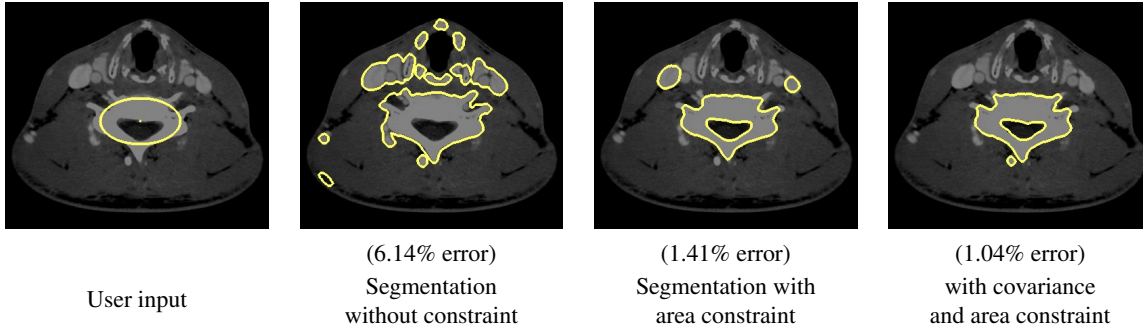 (6.14% error)
(1.41% error)
(1.04% error)
User input
Segmentation
without constraint
Segmentation with
area constraint
with covariance
and area constraint